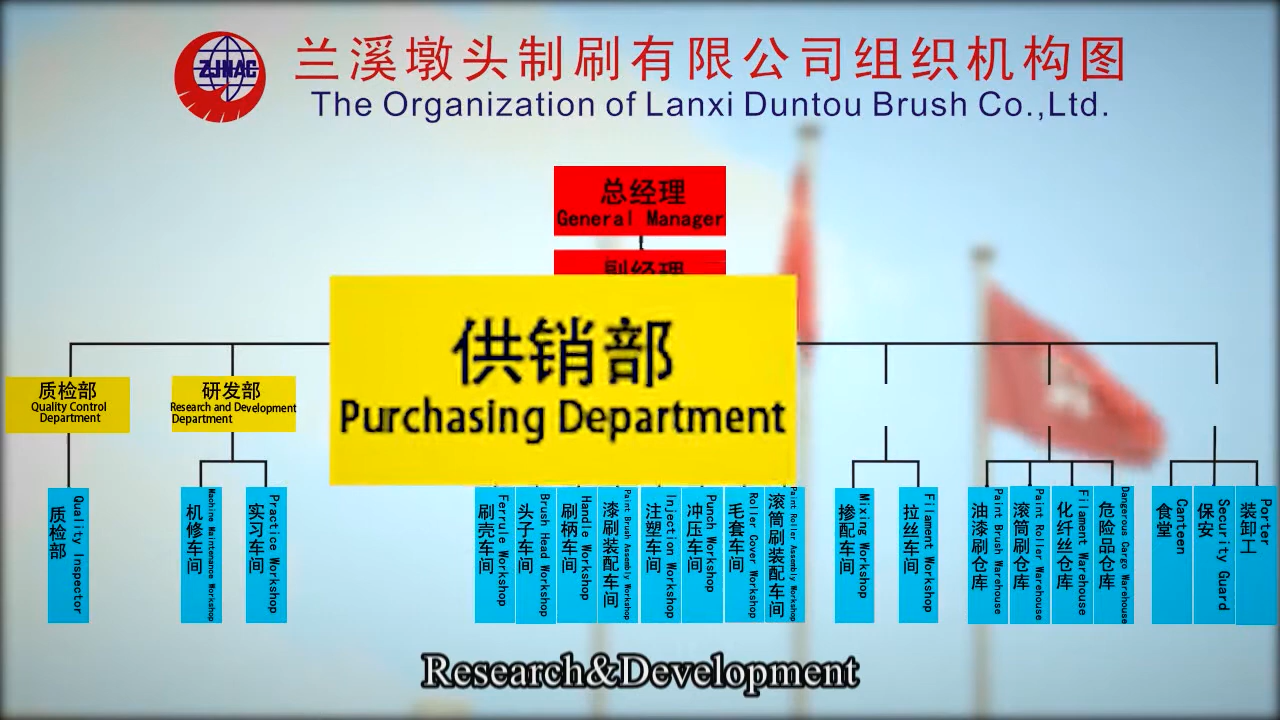 ZJNAC
兰溪墩头制刷有限公司组织机构图
The Organization of Lanxi Duntou Brush Co.,Ltd.
总经理
General Manager
副经理
供销部
Purchasing Department
质检部
Quality Control
Department
研发部
Research and Development
Department
质检部
Quality Inspector
机修车间
Machine Maintenance Workshop
实习车间
Practice Workshop
刷壳车间
Ferrule Workshop
头子车间
Brush Head Workshop
刷柄车间
Handle Workshop
漆刷装配车间
Paint Brush Assembly Workshop
注塑车间
Injection Workshop
冲压车间
Punch Workshop
毛套车间
Roller Cover Workshop
滚筒刷装配车间
Paint Roller Assembly Workshop
掺配车间
Mixing Workshop
拉丝车间
Filament Workshop
油漆刷仓库
Paint Brush Warehouse
滚筒刷仓库
Paint Roller Warehouse
化纤丝仓库
Filament Warehouse
危险品仓库
Dangerous Cargo Warehouse
食堂
Canteen
保安
Security Guard
装卸工
Porter
Research&Development